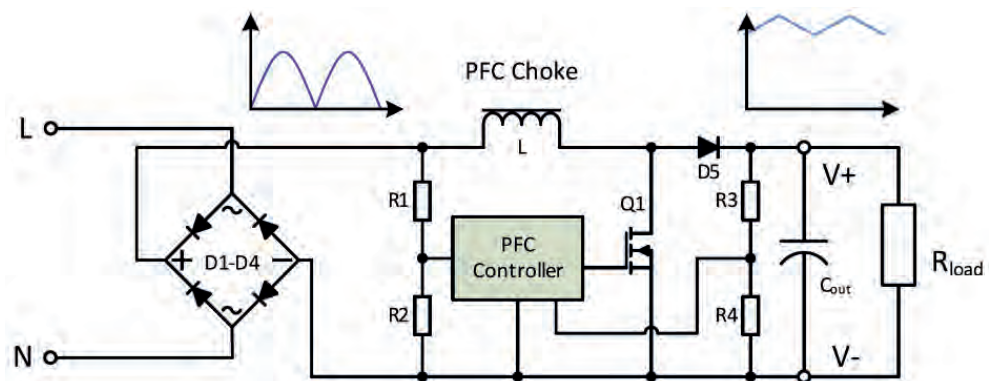 PFC Choke
L
L
D5
V+
R1
Q1
R3
PFC
Controller
~
+ D1-D4 −
~
Cout
Rload
R2
R4
N
V-